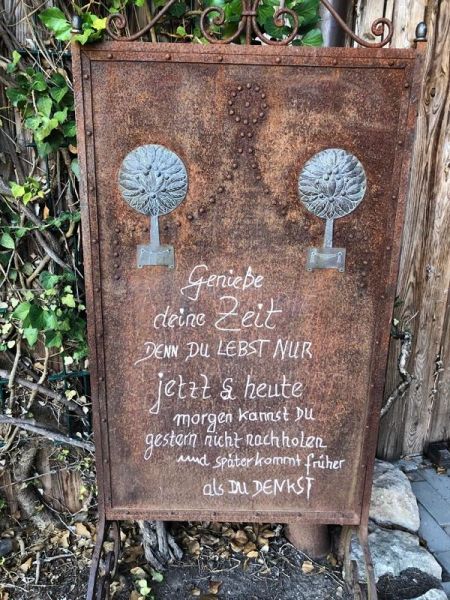 Genieße
deine Zeit
DENN DU LEBST NUR
jetzt & heute
morgen kannst Du
gestern nicht nachholen
und später kommt früher
als DU DENKST